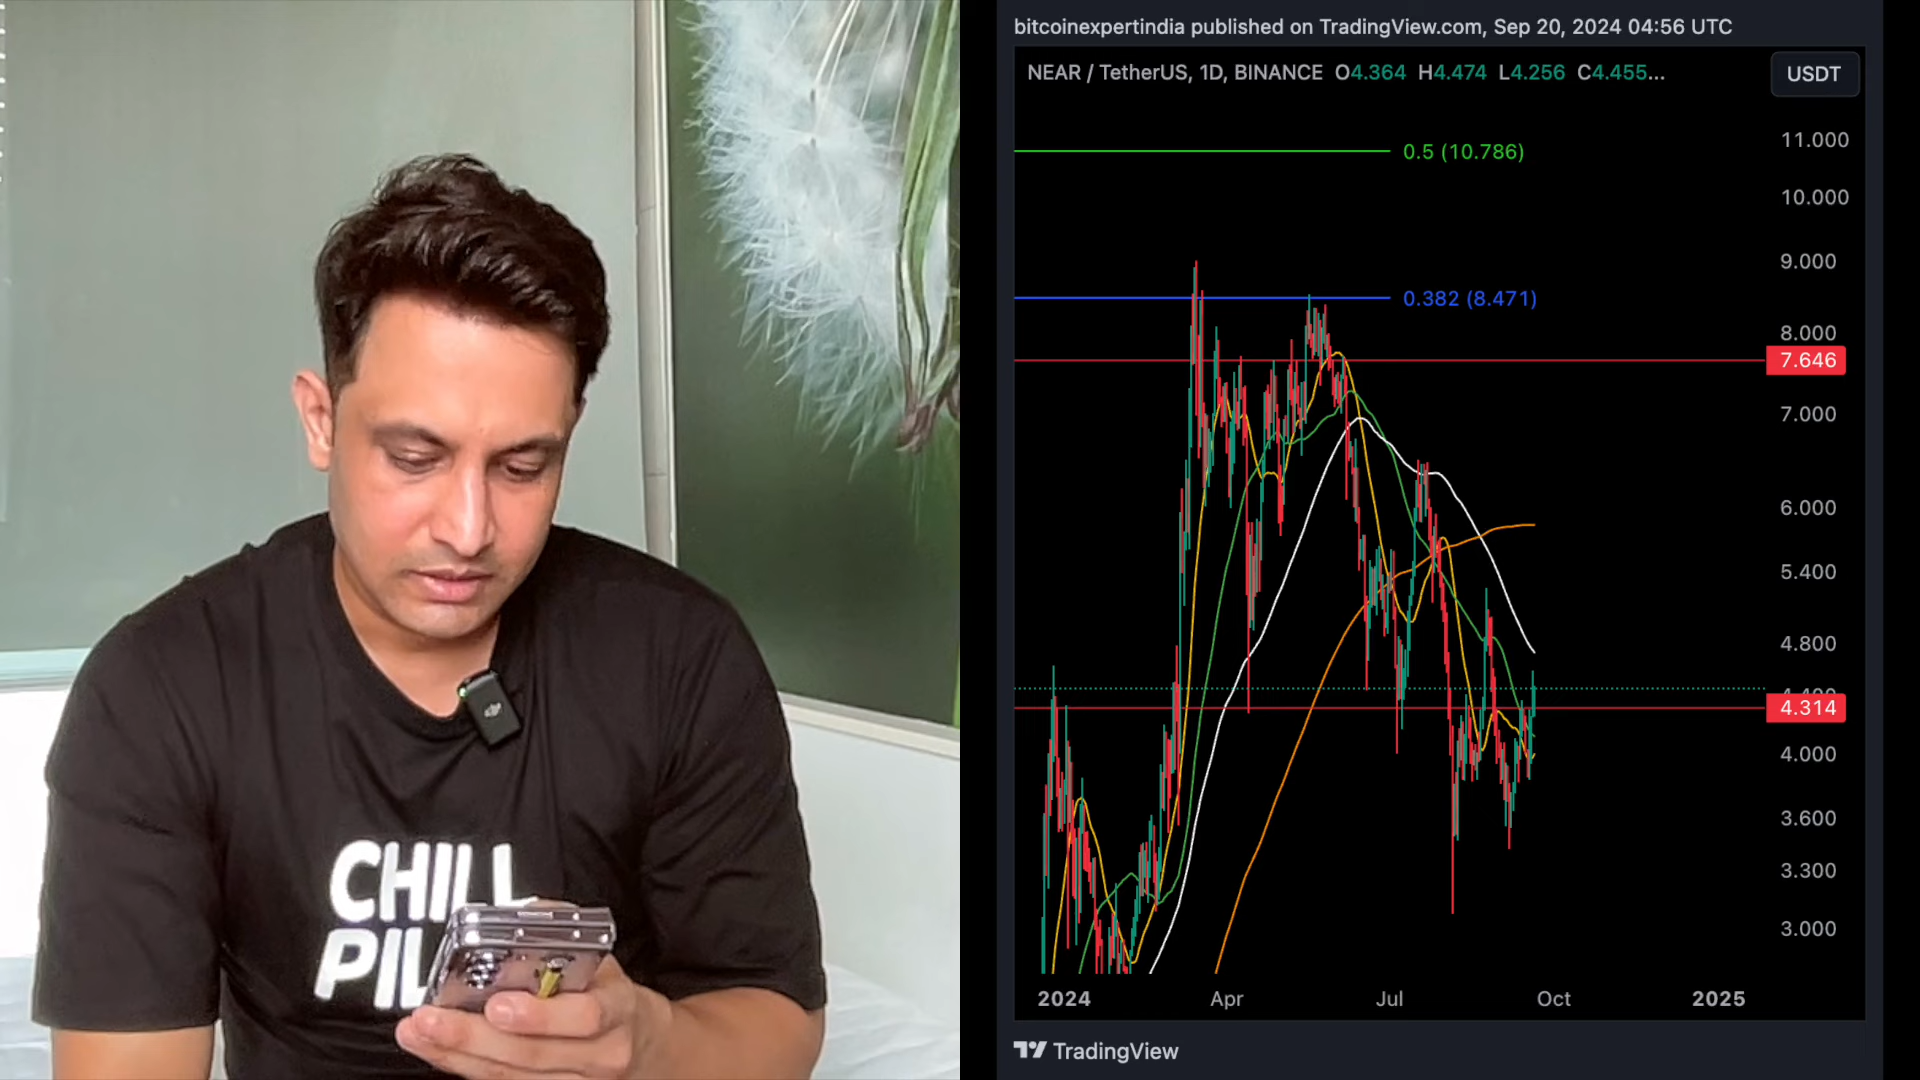 bitcoinexpertindia published on TradingView.com, Sep 20, 2024 04:56 UTC
NEAR / TetherUS, 1D, BINANCE O4.364 H4.474 L4.256 C4.455...
USDT
11.000
0.5 (10.786)
10.000
9.000
0.382 (8.471)
8.000
7.646
7.000
6.000
5.400
4.800
4.314
4.000
3.600
3.300
3.000
2024 Apr Jul Oct 2025
TradingView
CHILL
dji